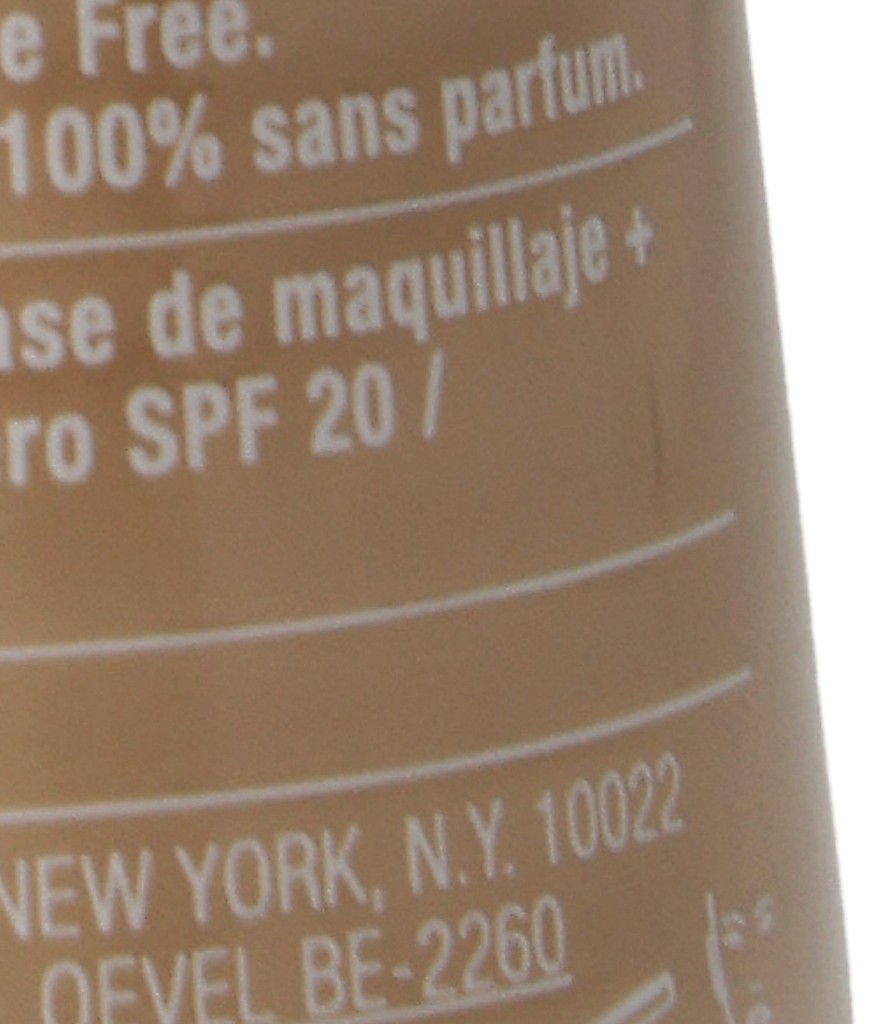 e Free.
100% sans parfum.
ase de maquillaje +
ro SPF 20 /
NEW YORK, N.Y. 10022
OEVEL BE-2260